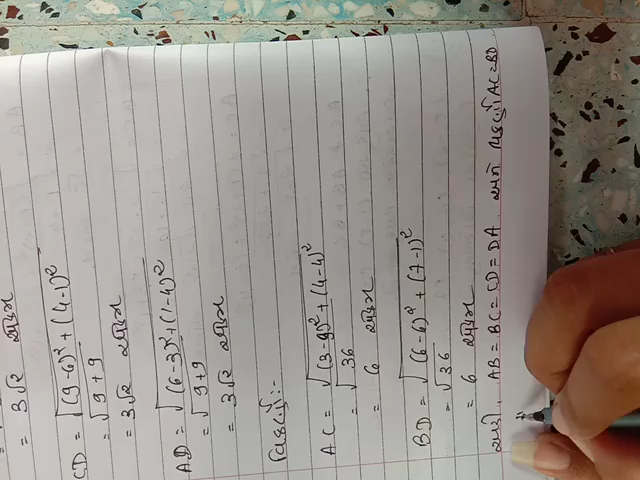 = 3√2 એકમ
CD = √(9-6)² + (4-1)²
= √9+9
= 3√2 એકમ
AD = √(6-3)² + (1-4)²
= √9+9
= 3√2 એકમ
વિકર્ણ :-
AC = √(3-9)² + (4-4)²
= √36
= 6 એકમ
BD = √(6-6)² + (7-1)²
= √36
= 6 એકમ
અહીં, AB = BC = CD = DA અને વિકર્ણ AC = BD